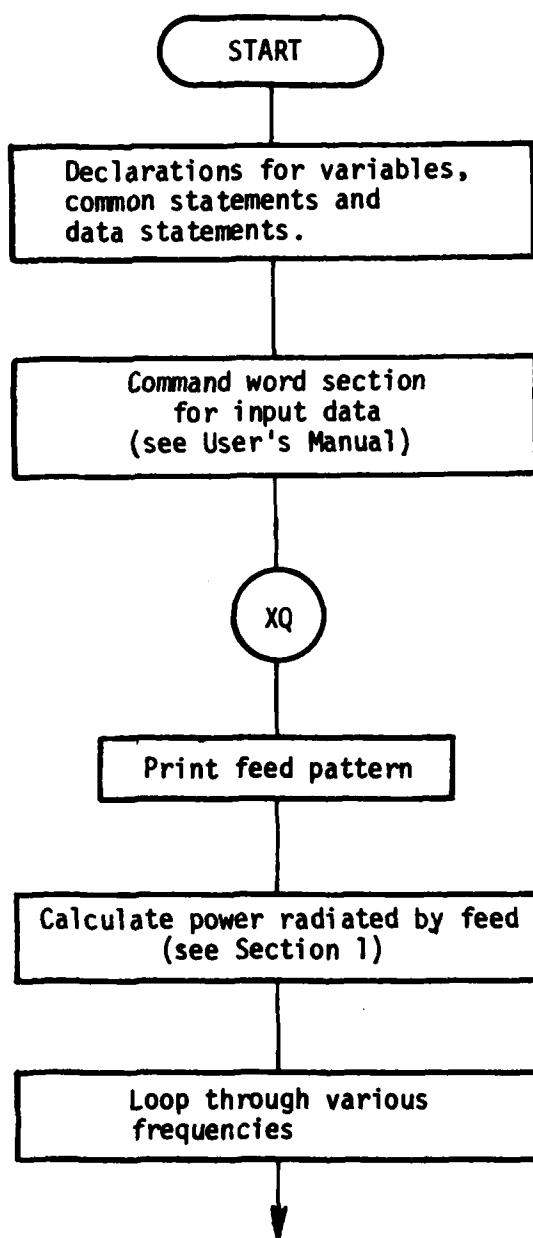 START
Declarations for variables,
common statements and
data statements.
Command word section
for input data
(see User's Manual)
XQ
Print feed pattern
Calculate power radiated by feed
(see Section 1)
Loop through various
frequencies